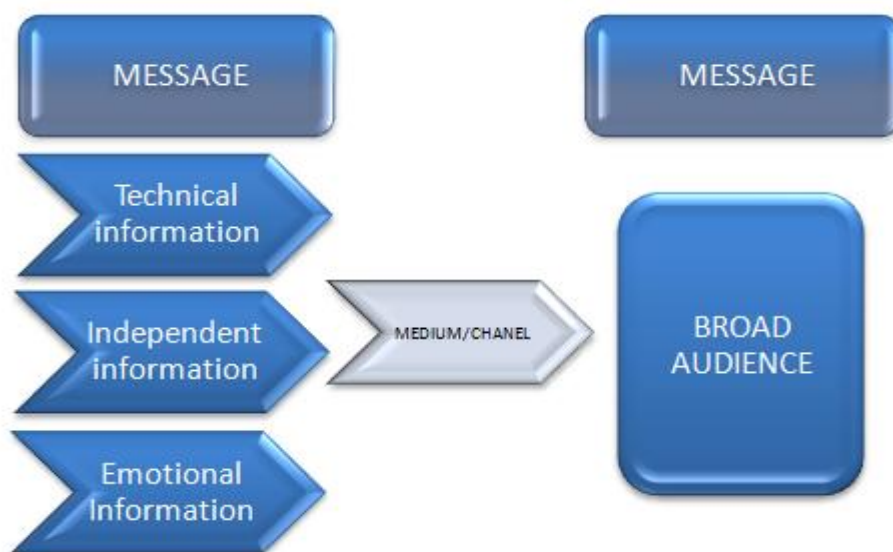 MESSAGE
MESSAGE
Technical
information
Independent
information
Emotional
Information
MEDIUM/CHANEL
BROAD
AUDIENCE